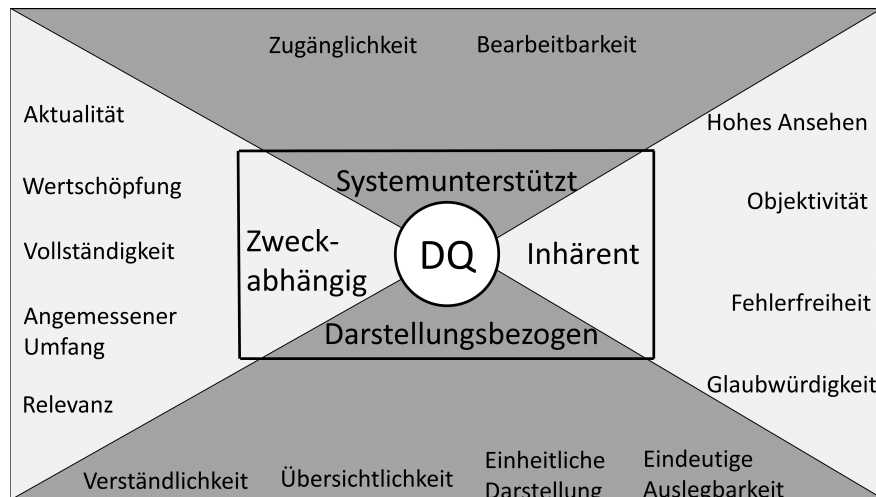 Zugänglichkeit
Bearbeitbarkeit
Aktualität
Wertschöpfung
Vollständigkeit
Angemessener
Umfang
Relevanz
Systemunterstützt
Zweck-
abhängig
DQ
Inhärent
Darstellungsbezogen
Hohes Ansehen
Objektivität
Fehlerfreiheit
Glaubwürdigkeit
Verständlichkeit
Übersichtlichkeit
Einheitliche
Darstellung
Eindeutige
Auslegbarkeit